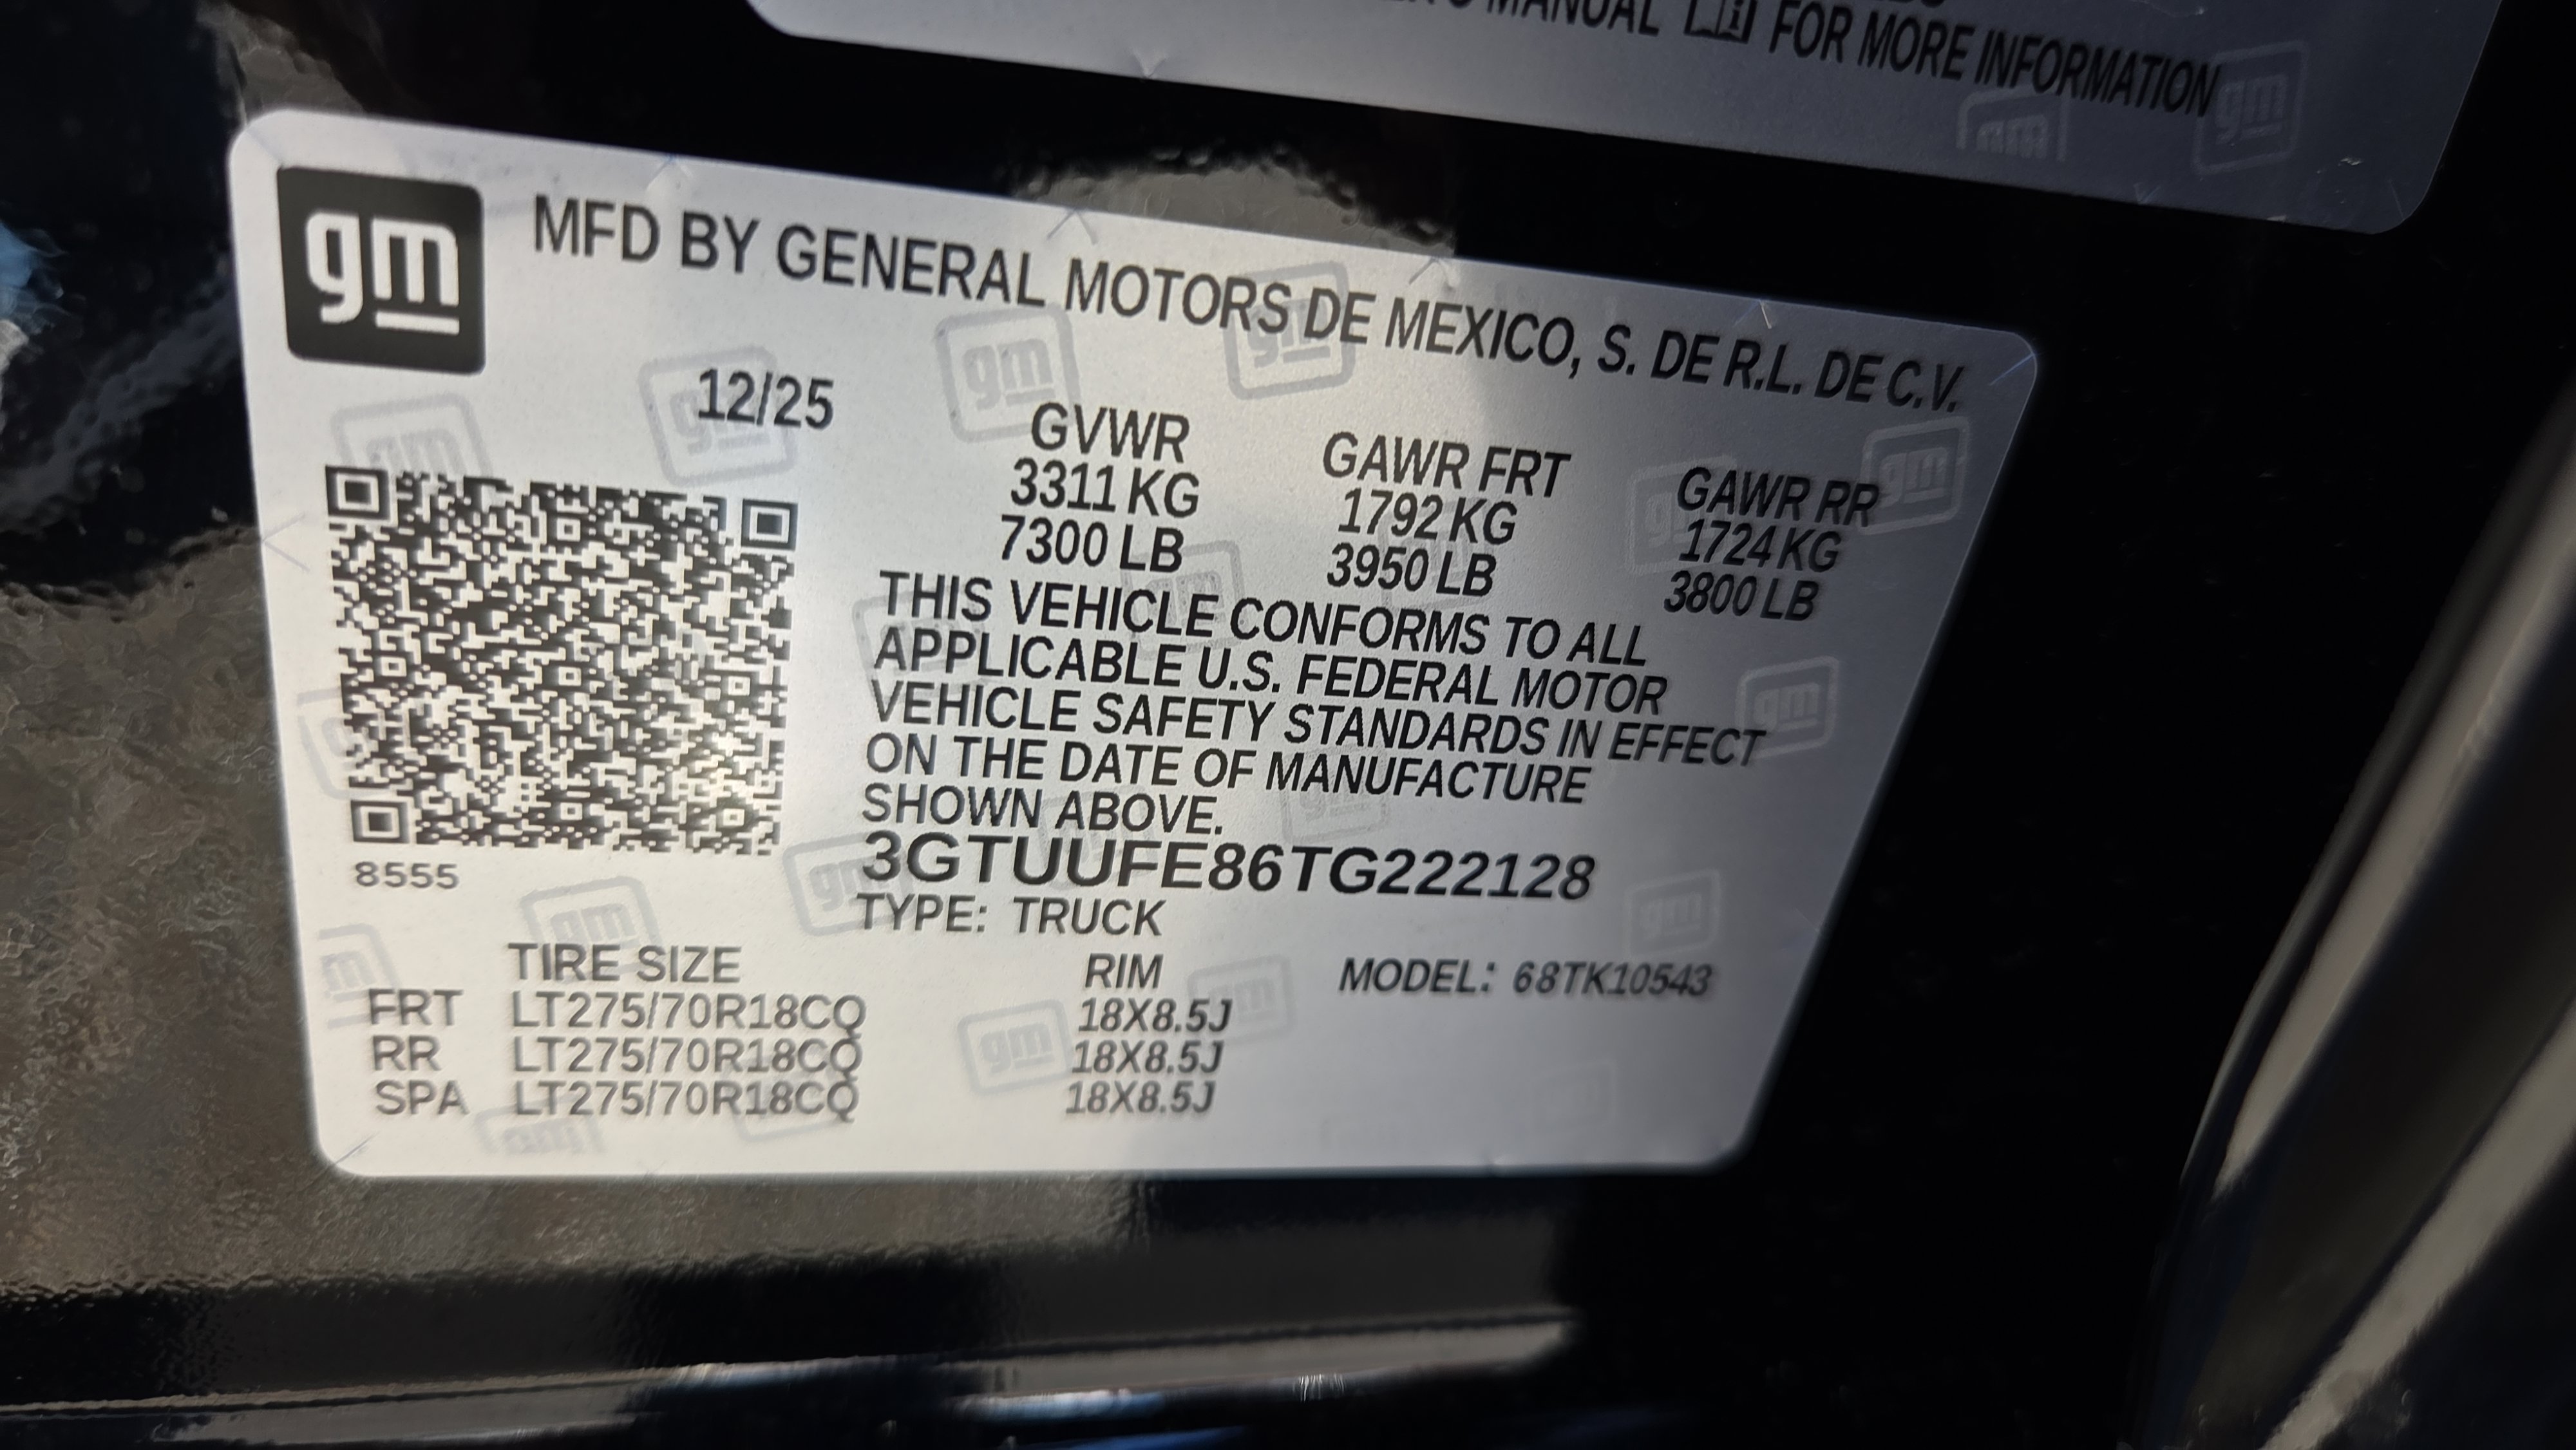 MANUAL FOR MORE INFORMATION
gm
MFD BY GENERAL MOTORS DE MEXICO, S. DE R.L. DE C.V.
12/25
GVWR GAWR FRT GAWR RR
3311 KG 1792 KG 1724 KG
7300 LB 3950 LB 3800 LB
THIS VEHICLE CONFORMS TO ALL
APPLICABLE U.S. FEDERAL MOTOR
VEHICLE SAFETY STANDARDS IN EFFECT
ON THE DATE OF MANUFACTURE
SHOWN ABOVE.
3GTUUFE86TG222128
8555
TYPE: TRUCK
TIRE SIZE RIM MODEL: 68TK10543
FRT LT275/70R18CQ 18X8.5J
RR LT275/70R18CQ 18X8.5J
SPA LT275/70R18CQ 18X8.5J